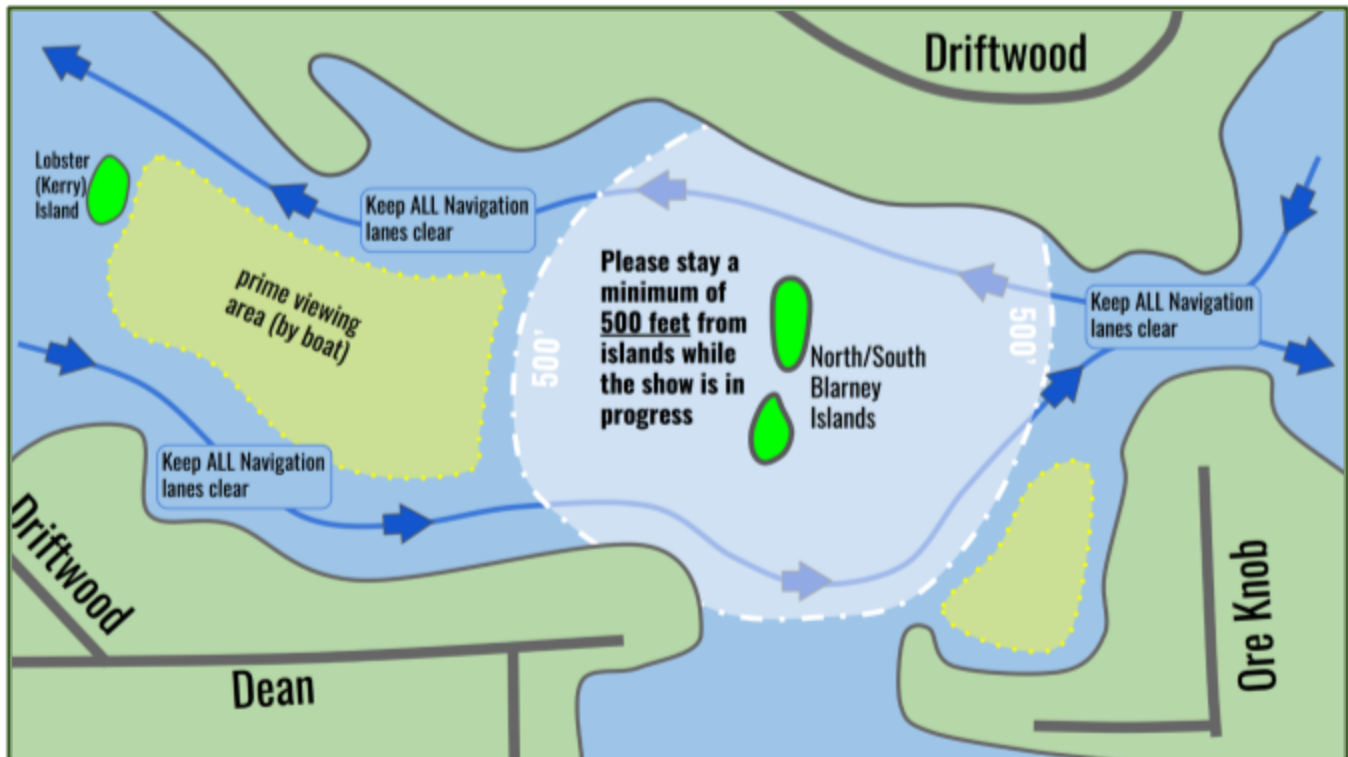 Driftwood
Lobster
(Kerry)
Island
Keep ALL Navigation
lanes clear
prime viewing
area (by boat)
Please stay a
minimum of
500 feet from
islands while
the show is in
progress
500'
500'
North/South
Blarney
Islands
Keep ALL Navigation
lanes clear
Keep ALL Navigation
lanes clear
Driftwood
Dean
Ore Knob